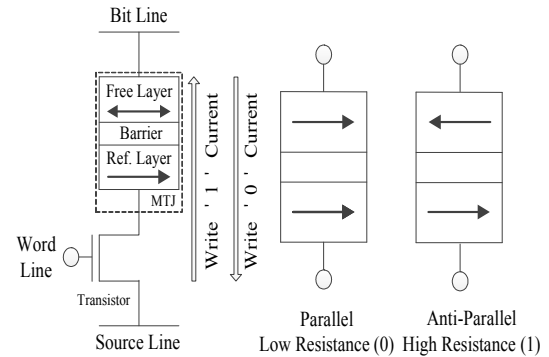 Bit Line
Free Layer
Barrier
Ref. Layer
MTJ
Word
Line
Transistor
Source Line
Write '1' Current
Write '0' Current
Parallel
Low Resistance (0)
Anti-Parallel
High Resistance (1)